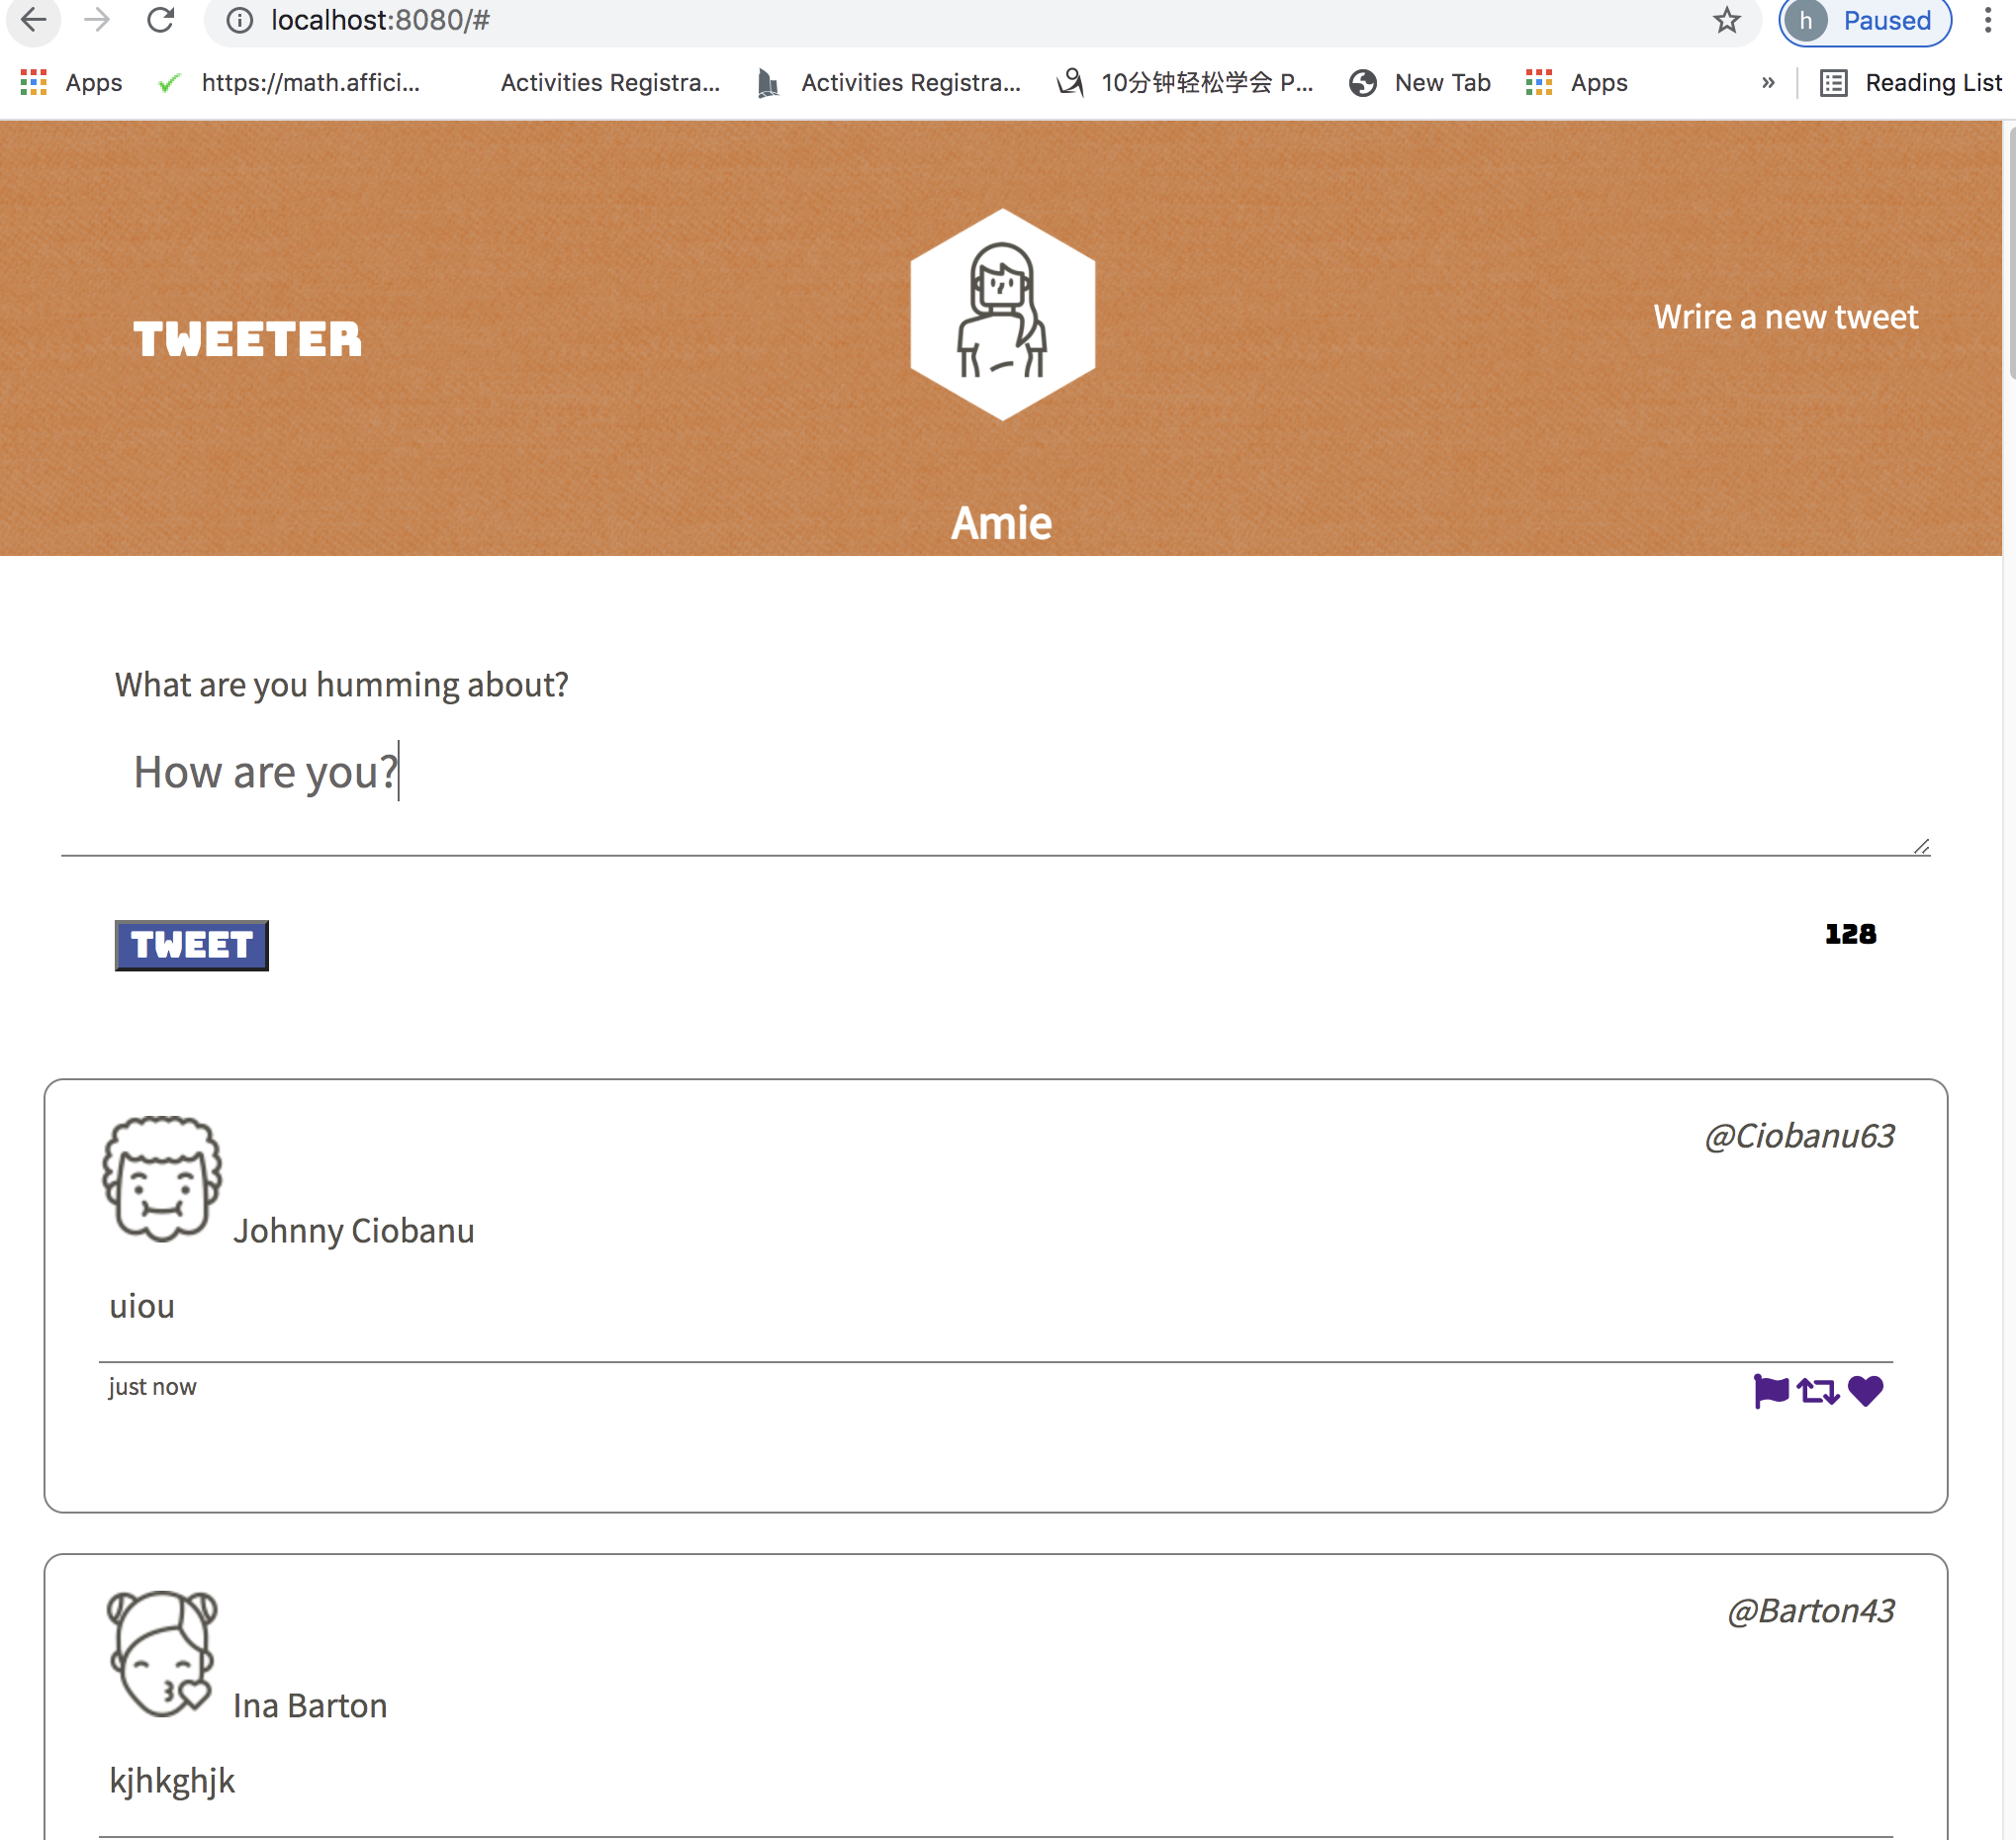 localhost:8080/#
h Paused
Apps https://math.affici... Activities Registra... Activities Registra... 10分钟轻松学会 P... New Tab Apps » Reading List
TWEETER
Wrire a new tweet
Amie
What are you humming about?
How are you?
TWEET
128
@Ciobanu63
Johnny Ciobanu
uiou
just now
@Barton43
Ina Barton
kjhkghjk